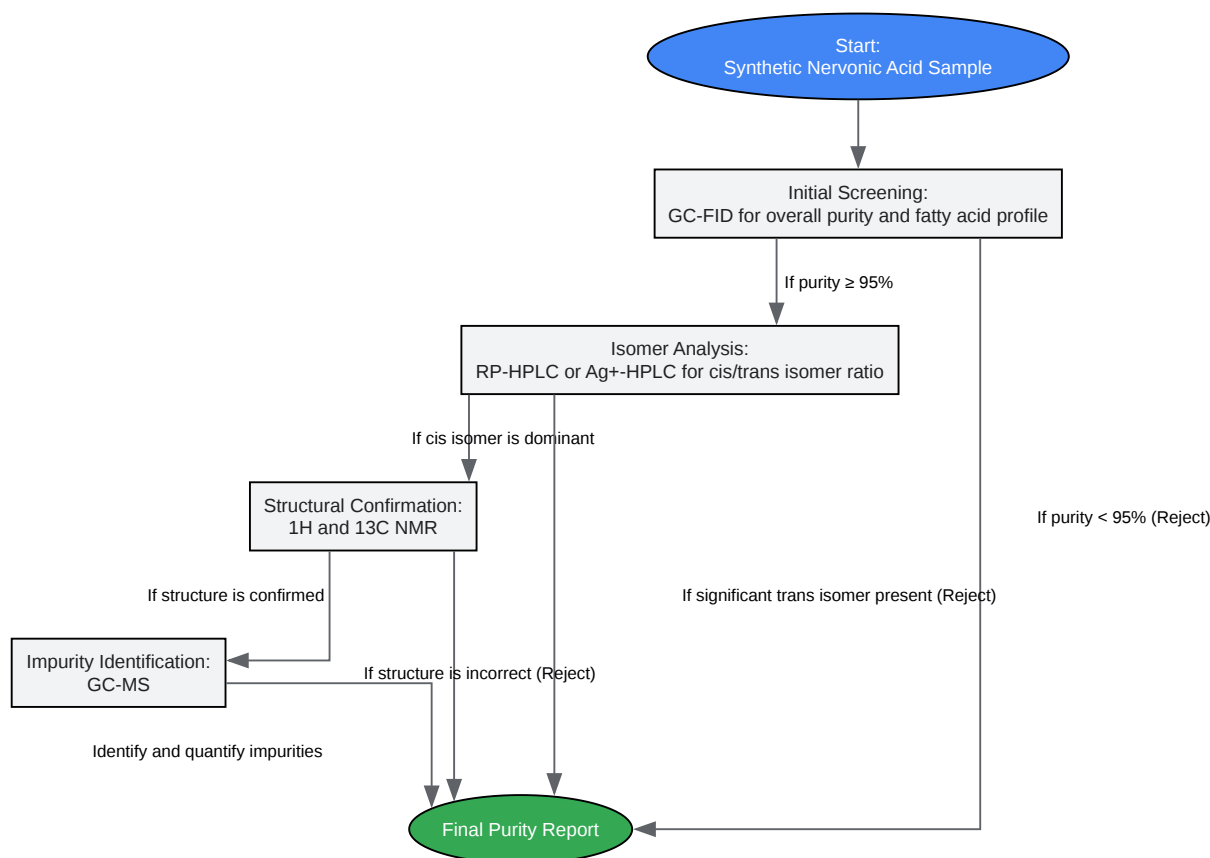 Start:
Synthetic Nervonic Acid Sample
Initial Screening:
GC-FID for overall purity and fatty acid profile
If purity ≥ 95%
Isomer Analysis:
RP-HPLC or Ag+-HPLC for cis/trans isomer ratio
If cis isomer is dominant
Structural Confirmation:
1H and 13C NMR
If purity < 95% (Reject)
If structure is confirmed
If significant trans isomer present (Reject)
Impurity Identification:
GC-MS
If structure is incorrect (Reject)
Identify and quantify impurities
Final Purity Report